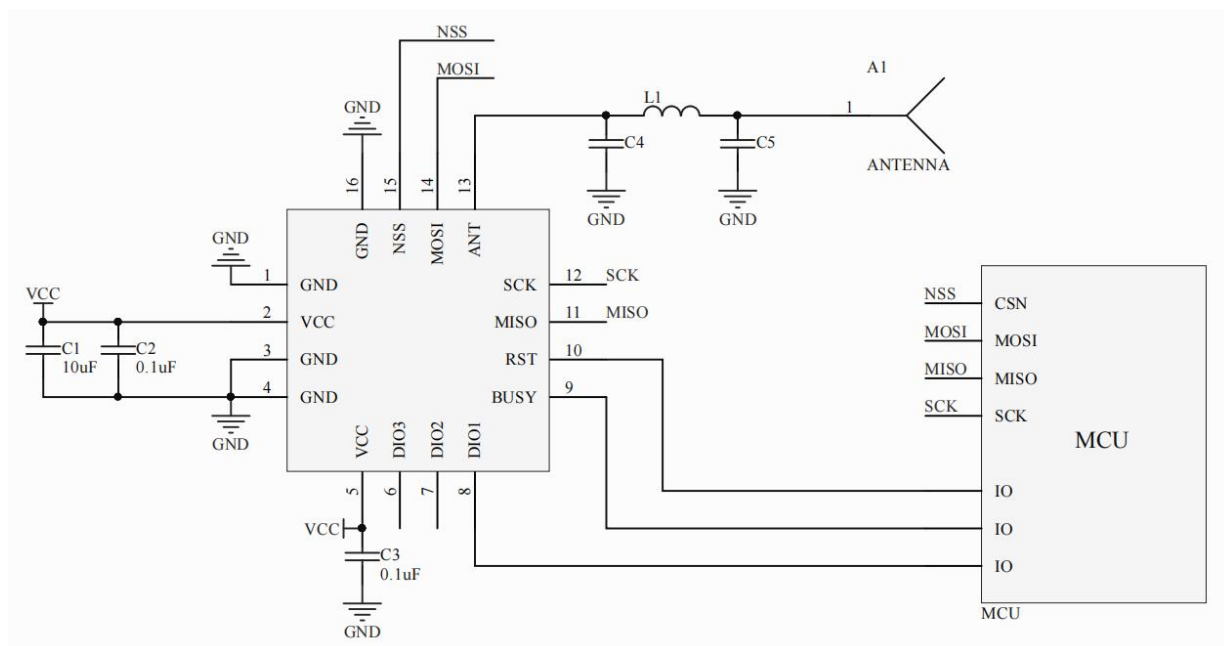 NSS
MOSI
A1
L1
GND
1
C4
C5
ANTENNA
16
15
14
13
GND
GND
GND
GND
NSS
MOSI
ANT
1
GND
SCK
12
SCK
VCC
2
VCC
MISO
11
MISO
C1
10uF
C2
0.1uF
3
GND
RST
10
4
GND
BUSY
9
GND
VCC
DIO3
DIO2
DIO1
5
6
7
8
VCC
C3
0.1uF
GND
NSS
CSN
MOSI
MOSI
MISO
MISO
SCK
SCK
MCU
IO
IO
IO
MCU